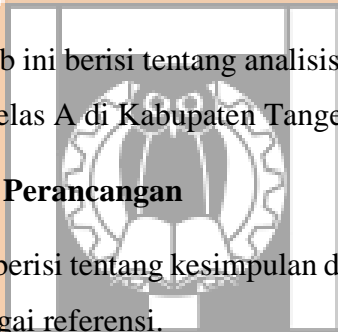 b ini berisi tentang analisis
elas A di Kabupaten Tange
Perancangan
berisi tentang kesimpulan d
gai referensi.